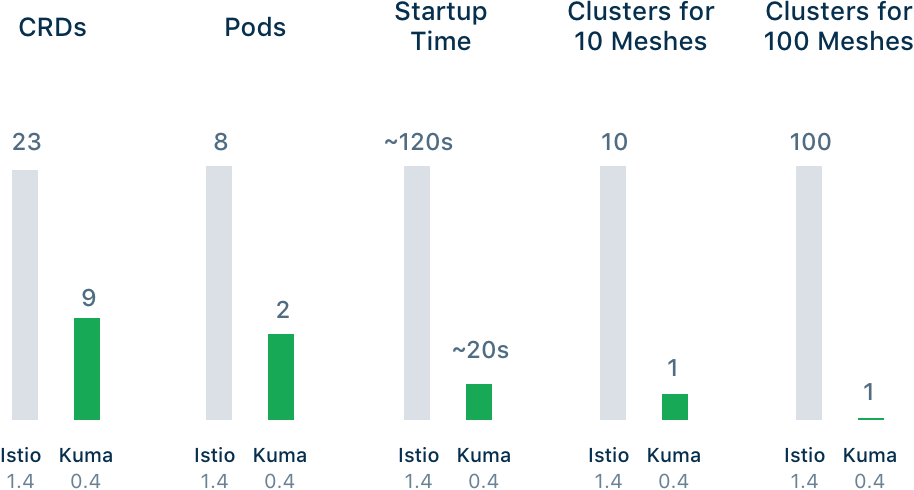 CRDs
Pods
Startup
Time
Clusters for
10 Meshes
Clusters for
100 Meshes
23
9
Istio
1.4
Kuma
0.4
8
2
Istio
1.4
Kuma
0.4
~120s
~20s
Istio
1.4
Kuma
0.4
10
1
Istio
1.4
Kuma
0.4
100
1
Istio
1.4
Kuma
0.4